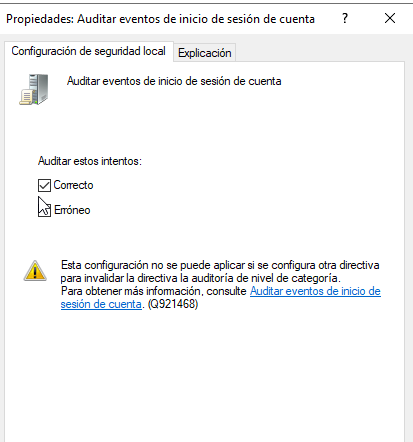 Propiedades: Auditar eventos de inicio de sesión de cuenta ? ×
Configuración de seguridad local Explicación
Auditar eventos de inicio de sesión de cuenta
Auditar estos intentos:
Correcto
Erróneo
Esta configuración no se puede aplicar si se configura otra directiva
para invalidar la directiva la auditoría de nivel de categoría.
Para obtener más información, consulte Auditar eventos de inicio de
sesión de cuenta. (Q921468)